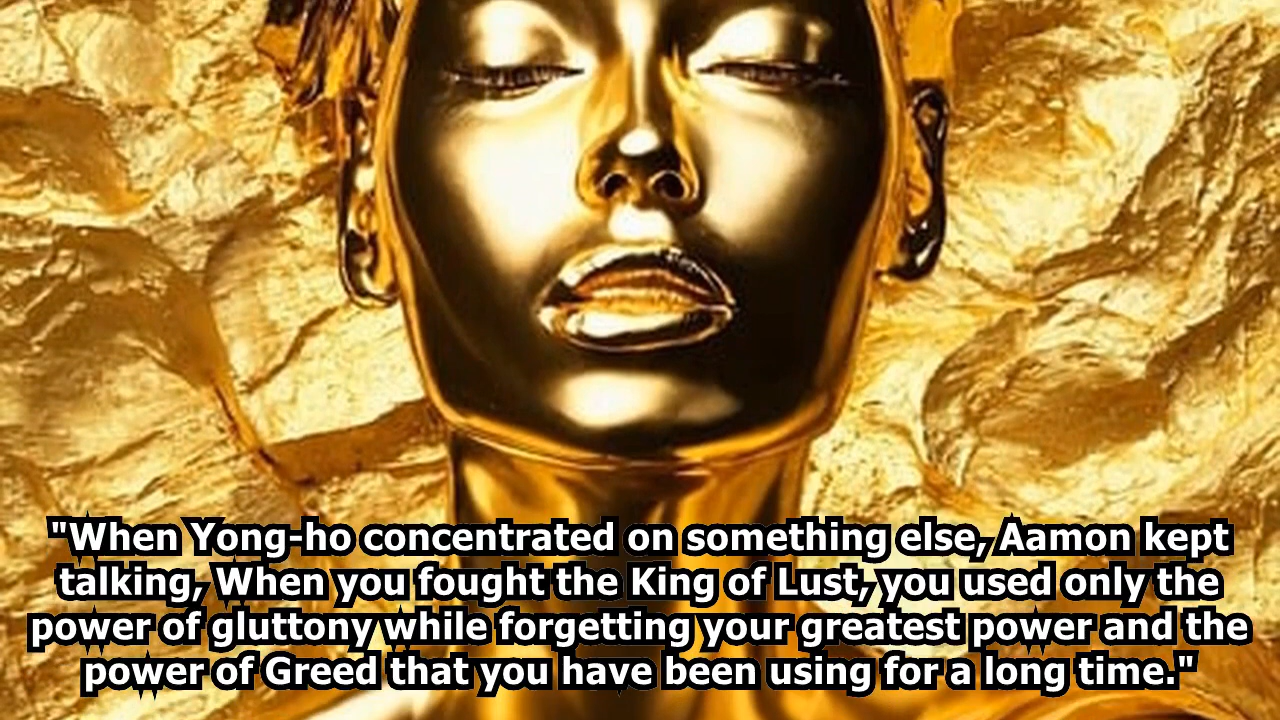 "When Yong-ho concentrated on something else, Aamon kept
talking, When you fought the King of Lust, you used only the
power of gluttony while forgetting your greatest power and the
power of Greed that you have been using for a long time."